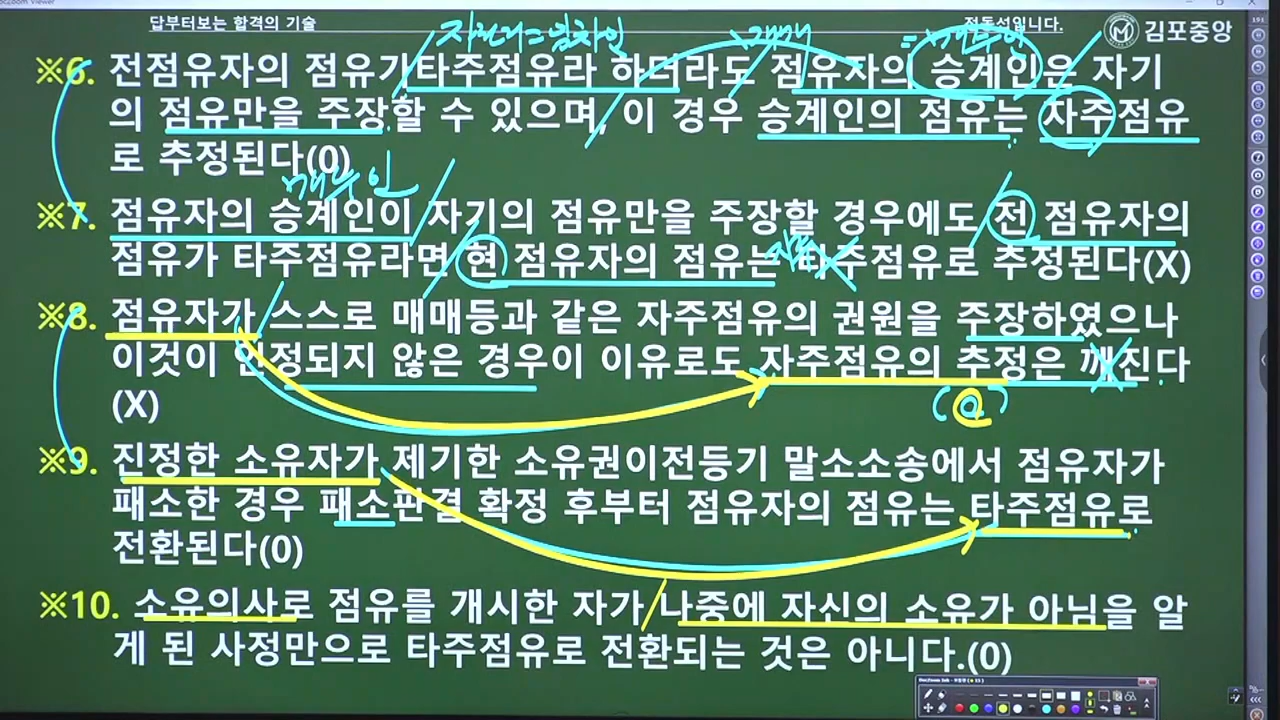 답부터보는 합격의 기술
정동섭입니다.
김포중앙
매매
※6. 전점유자의 점유가타주점유라 하더라도 점유자의 승계인은 자기
의 점유만을 주장할 수 있으며, 이 경우 승계인의 점유는 자주점유
로 추정된다(0)
매수인
※7. 점유자의 승계인이 자기의 점유만을 주장할 경우에도 전 점유자의
점유가 타주점유라면 현 점유자의 점유는 타주점유로 추정된다(X)
※8. 점유자가 스스로 매매등과 같은 자주점유의 권원을 주장하였으나
이것이 인정되지 않은 경우이 이유로도 자주점유의 추정은 깨진다
(X)
※9. 진정한 소유자가 제기한 소유권이전등기 말소소송에서 점유자가
패소한 경우 패소판결 확정 후부터 점유자의 점유는 타주점유로
전환된다(0)
※10. 소유의사로 점유를 개시한 자가 나중에 자신의 소유가 아님을 알
게 된 사정만으로 타주점유로 전환되는 것은 아니다.(0)